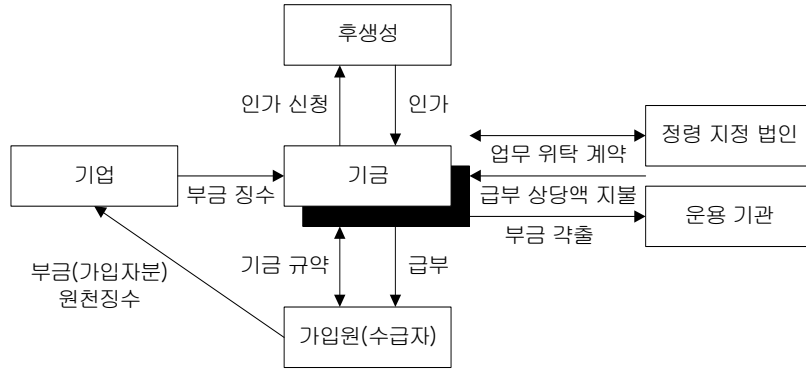 후생성
인가 신청
인가
정령 지정 법인
업무 위탁 계약
기업
기금
부금 징수
급부 상당액 지불
운용 기관
부금 갹출
기금 규약
급부
부금(가입자분)
원천징수
가입원(수급자)